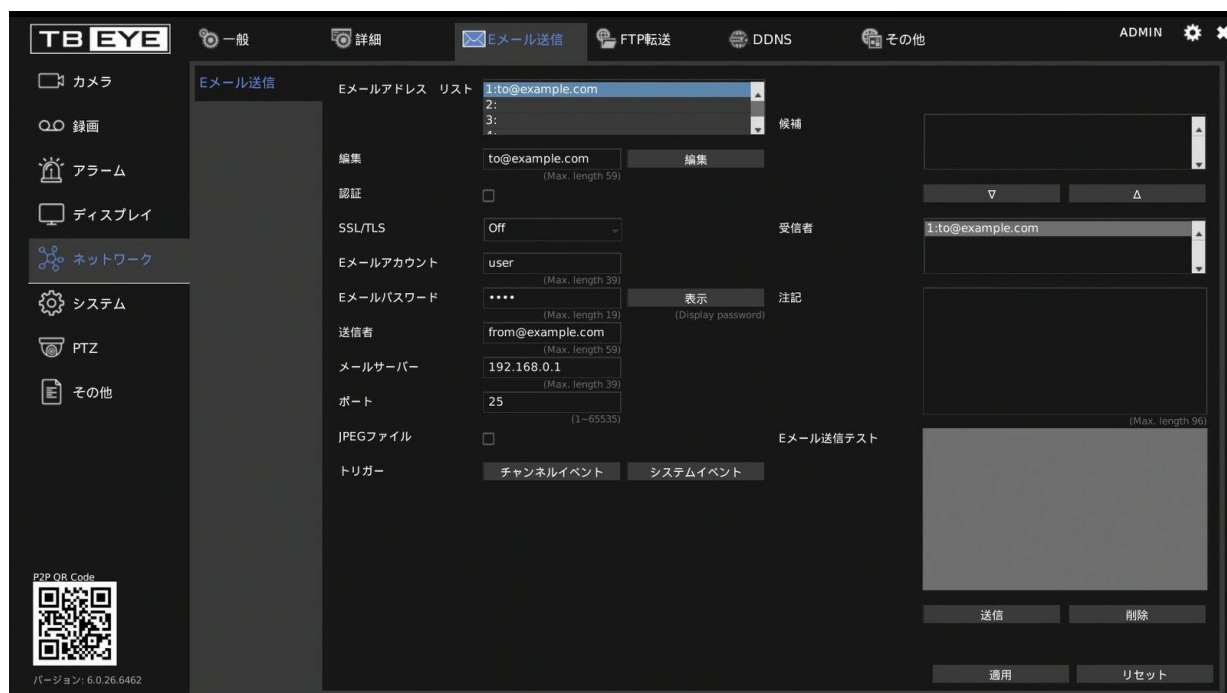 TB EYE
一般
詳細
Eメール送信
FTP転送
DDNS
その他
ADMIN
カメラ
録画
アラーム
ディスプレイ
ネットワーク
システム
PTZ
その他
P2P QR Code
バージョン: 6.0.26.6462
Eメール送信
Eメールアドレス リスト
1:to@example.com
2:
3:
編集
to@example.com
編集
(Max. length 59)
認証
SSL/TLS
Off
Eメールアカウント
user
(Max. length 39)
Eメールパスワード
••••
表示
(Max. length 19)
(Display password)
送信者
from@example.com
(Max. length 59)
メールサーバー
192.168.0.1
(Max. length 39)
ポート
25
(1~65535)
JPEGファイル
トリガー
チャンネルイベント
システムイベント
候補
∇
Δ
受信者
1:to@example.com
注記
(Max. length 96)
Eメール送信テスト
送信
削除
適用
リセット